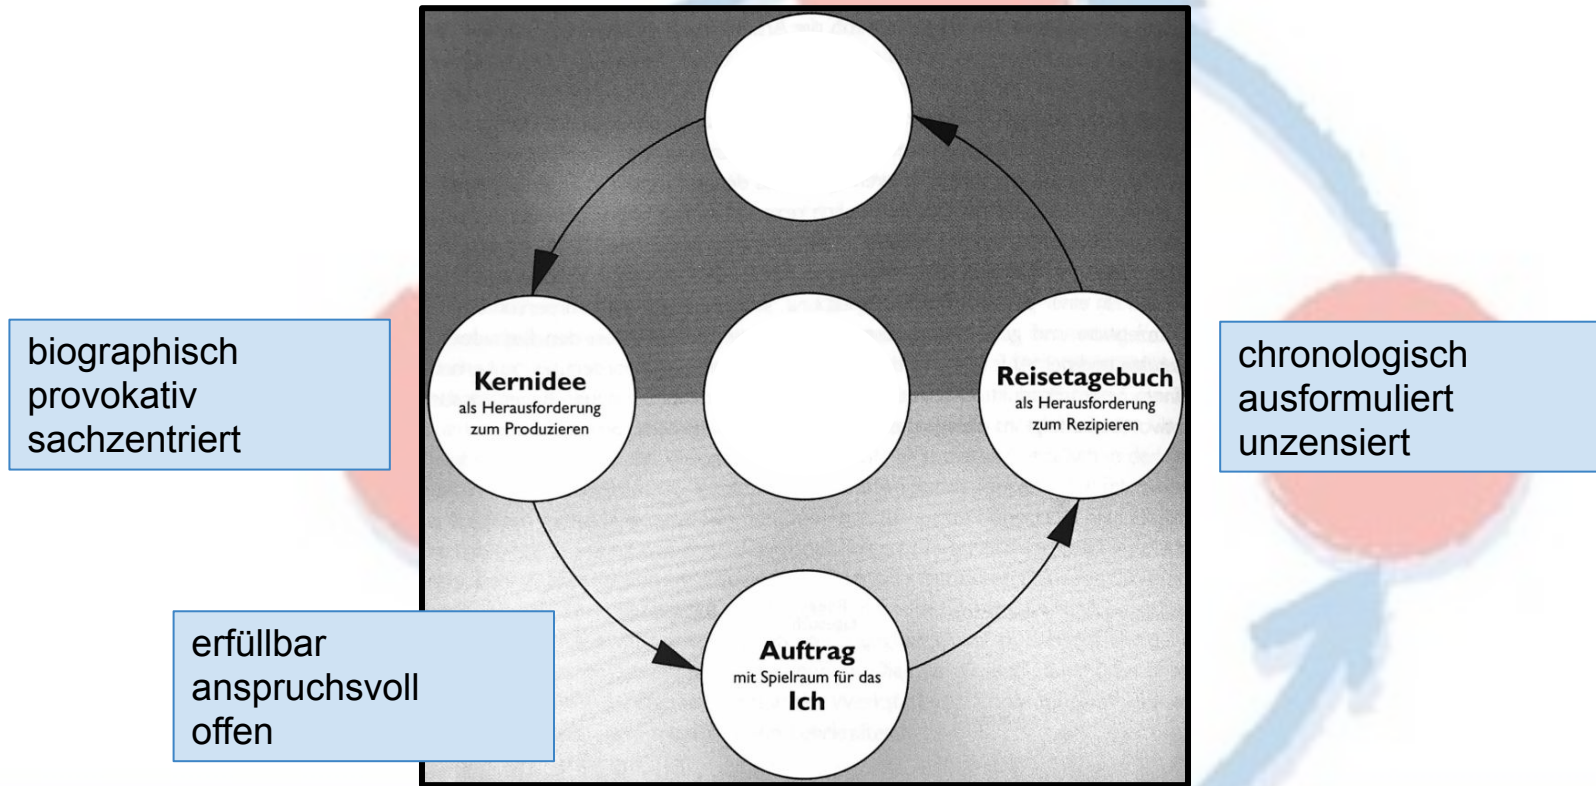 biographisch
provokativ
sachzentriert
Kernidee
als Herausforderung
zum Produzieren
Reisetagebuch
als Herausforderung
zum Rezipieren
chronologisch
ausformuliert
unzensiert
erfüllbar
anspruchsvoll
offen
Auftrag
mit Spielraum für das
Ich